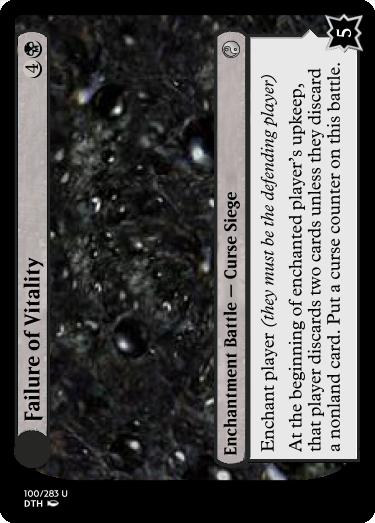 Failure of Vitality 4
Enchantment Battle — Curse Siege
Enchant player (they must be the defending player)
At the beginning of enchanted player's upkeep,
that player discards two cards unless they discard
a nonland card. Put a curse counter on this battle.
5
100/283 U
DTH